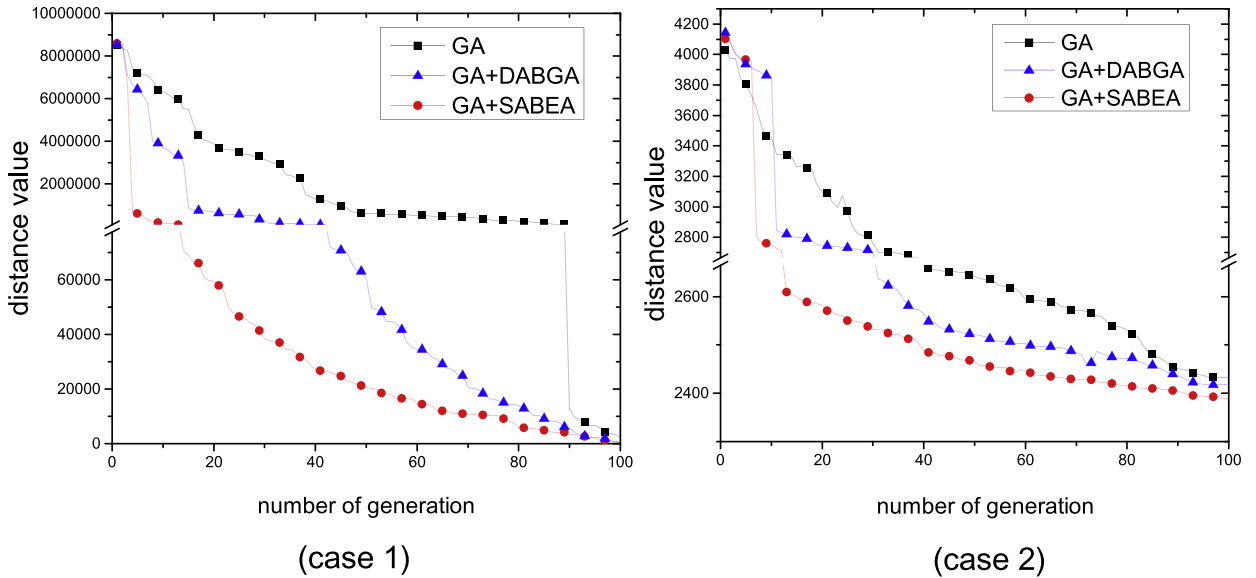 10000000
8000000
6000000
4000000
2000000
60000
40000
20000
0
distance value
0 20 40 60 80 100
number of generation
GA
GA+DABGA
GA+SABEA
(case 1)
4200
4000
3800
3600
3400
3200
3000
2800
2600
2400
distance value
0 20 40 60 80 100
number of generation
GA
GA+DABGA
GA+SABEA
(case 2)